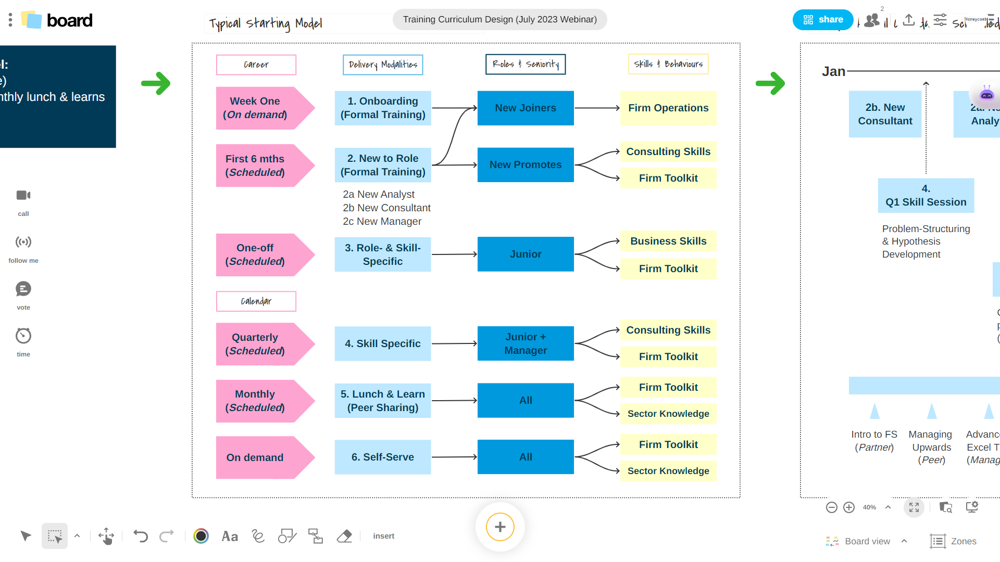 board
Typical Starting Model
Training Curriculum Design (July 2023 Webinar)
share
2
Honeycomb
el:
e)
nthly lunch & learns
call
follow me
vote
time
Career
Delivery Modalities
Roles & Seniority
Skills & Behaviours
Week One
(On demand)
1. Onboarding
(Formal Training)
New Joiners
Firm Operations
First 6 mths
(Scheduled)
2. New to Role
(Formal Training)
New Promotes
Consulting Skills
Firm Toolkit
2a New Analyst
2b New Consultant
2c New Manager
One-off
(Scheduled)
3. Role- & Skill-
Specific
Junior
Business Skills
Firm Toolkit
Calendar
Quarterly
(Scheduled)
4. Skill Specific
Junior +
Manager
Consulting Skills
Firm Toolkit
Monthly
(Scheduled)
5. Lunch & Learn
(Peer Sharing)
All
Firm Toolkit
Sector Knowledge
On demand
6. Self-Serve
All
Firm Toolkit
Sector Knowledge
Jan
2b. New
Consultant
2a.
Analy
4.
Q1 Skill Session
Problem-Structuring
& Hypothesis
Development
Intro to FS
(Partner)
Managing
Upwards
(Peer)
Advanc
Excel T
(Manag
40%
Aa
insert
Board view
Zones